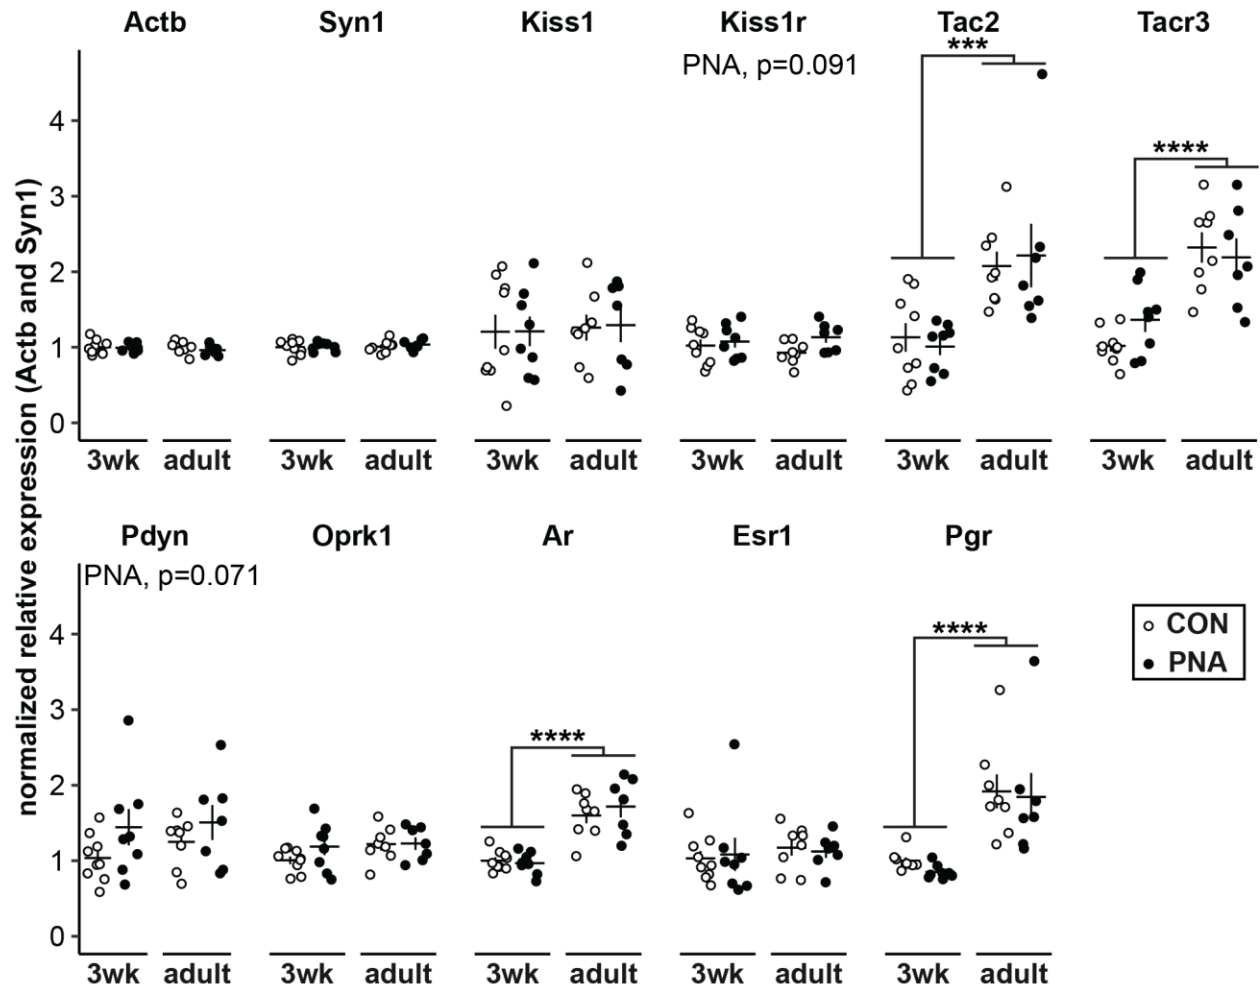 Actb Syn1 Kiss1 Kiss1r Tac2 Tacr3
PNA, p=0.091
***
****
4
3
2
1
0
3wk adult 3wk adult 3wk adult 3wk adult 3wk adult 3wk adult
normalized relative expression (Actb and Syn1)
Pdyn Oprk1 Ar Esr1 Pgr
PNA, p=0.071
****
****
CON
PNA
4
3
2
1
0
3wk adult 3wk adult 3wk adult 3wk adult 3wk adult